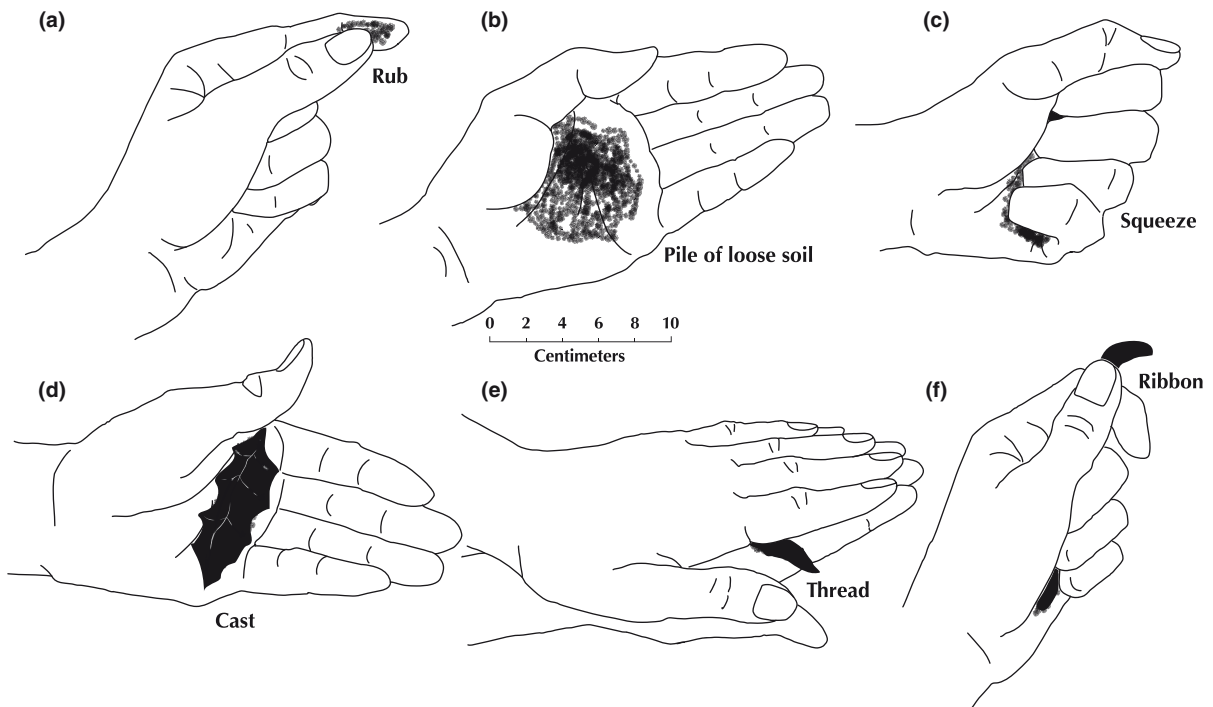 (a)
Rub
(b)
Pile of loose soil
(c)
Squeeze
0 2 4 6 8 10
Centimeters
(d)
Cast
(e)
Thread
(f)
Ribbon